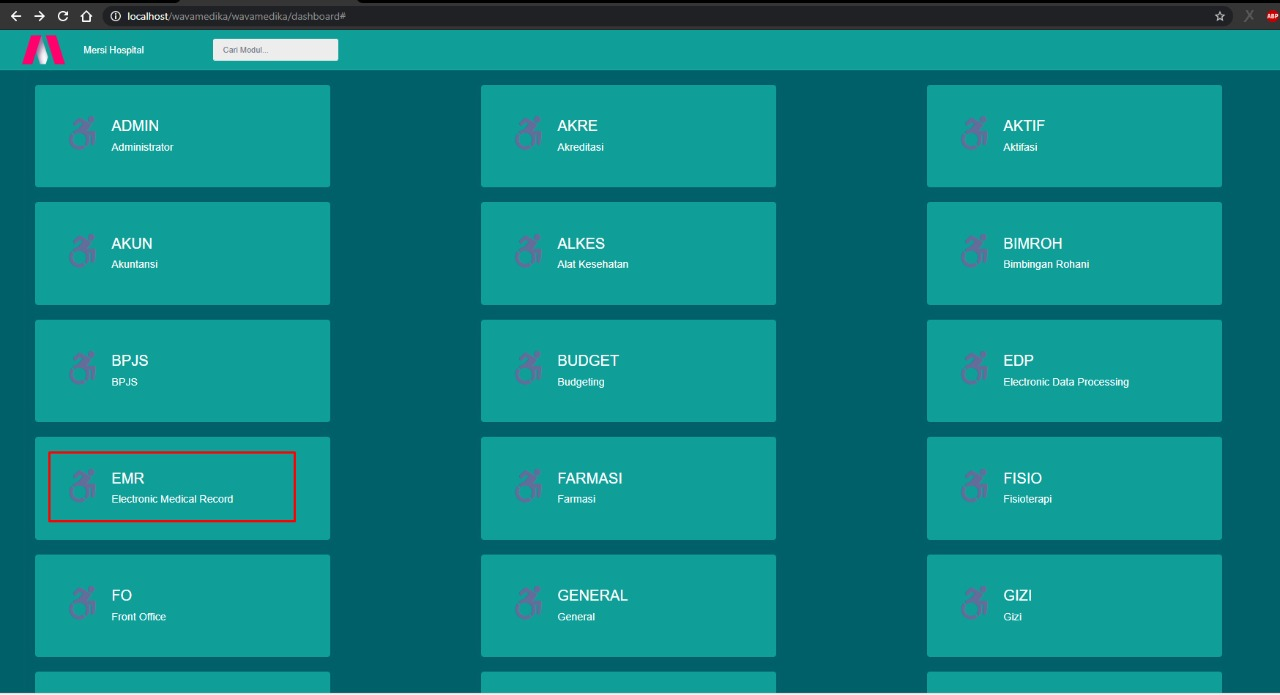 localhost/wavamedika/wavamedika/dashboard#
ABP
Mersi Hospital
Cari Modul...
ADMIN
Administrator
AKRE
Akreditasi
AKTIF
Aktifasi
AKUN
Akuntansi
ALKES
Alat Kesehatan
BIMROH
Bimbingan Rohani
BPJS
BPJS
BUDGET
Budgeting
EDP
Electronic Data Processing
EMR
Electronic Medical Record
FARMASI
Farmasi
FISIO
Fisioterapi
FO
Front Office
GENERAL
General
GIZI
Gizi